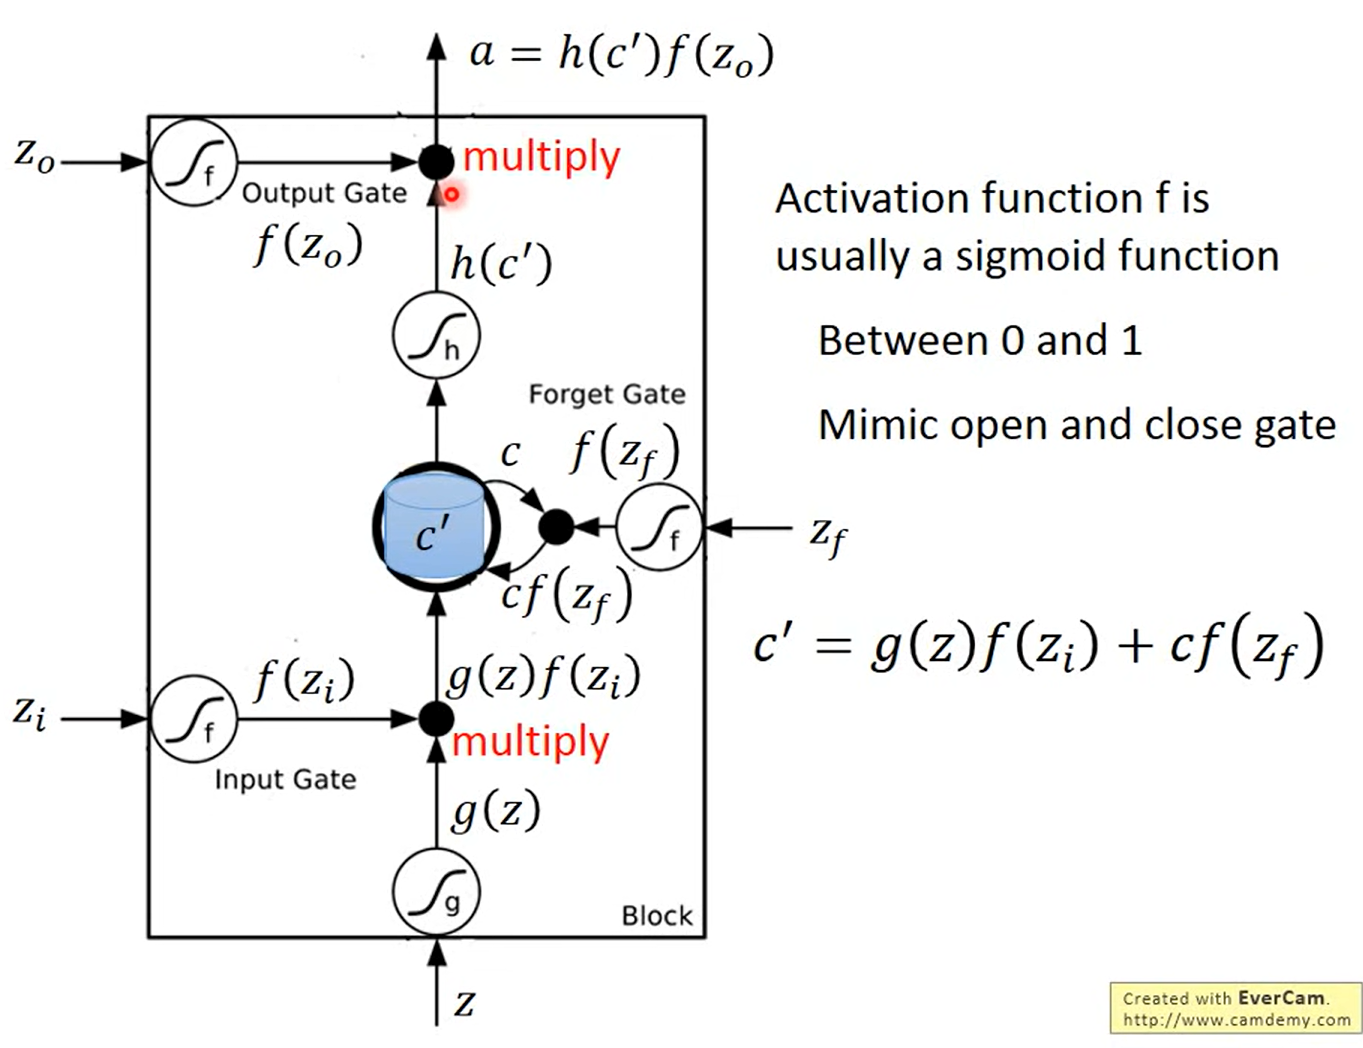 a = h(c′)f(z_o)
z_o
f
multiply
Output Gate
f(z_o)
h(c′)
h
Activation function f is
usually a sigmoid function
Between 0 and 1
Mimic open and close gate
Forget Gate
c
f(z_f)
c′
f
z_f
cf(z_f)
c′ = g(z)f(z_i) + cf(z_f)
f(z_i)
g(z)f(z_i)
z_i
f
multiply
Input Gate
g(z)
g
Block
z
Created with EverCam.
http://www.camdemy.com